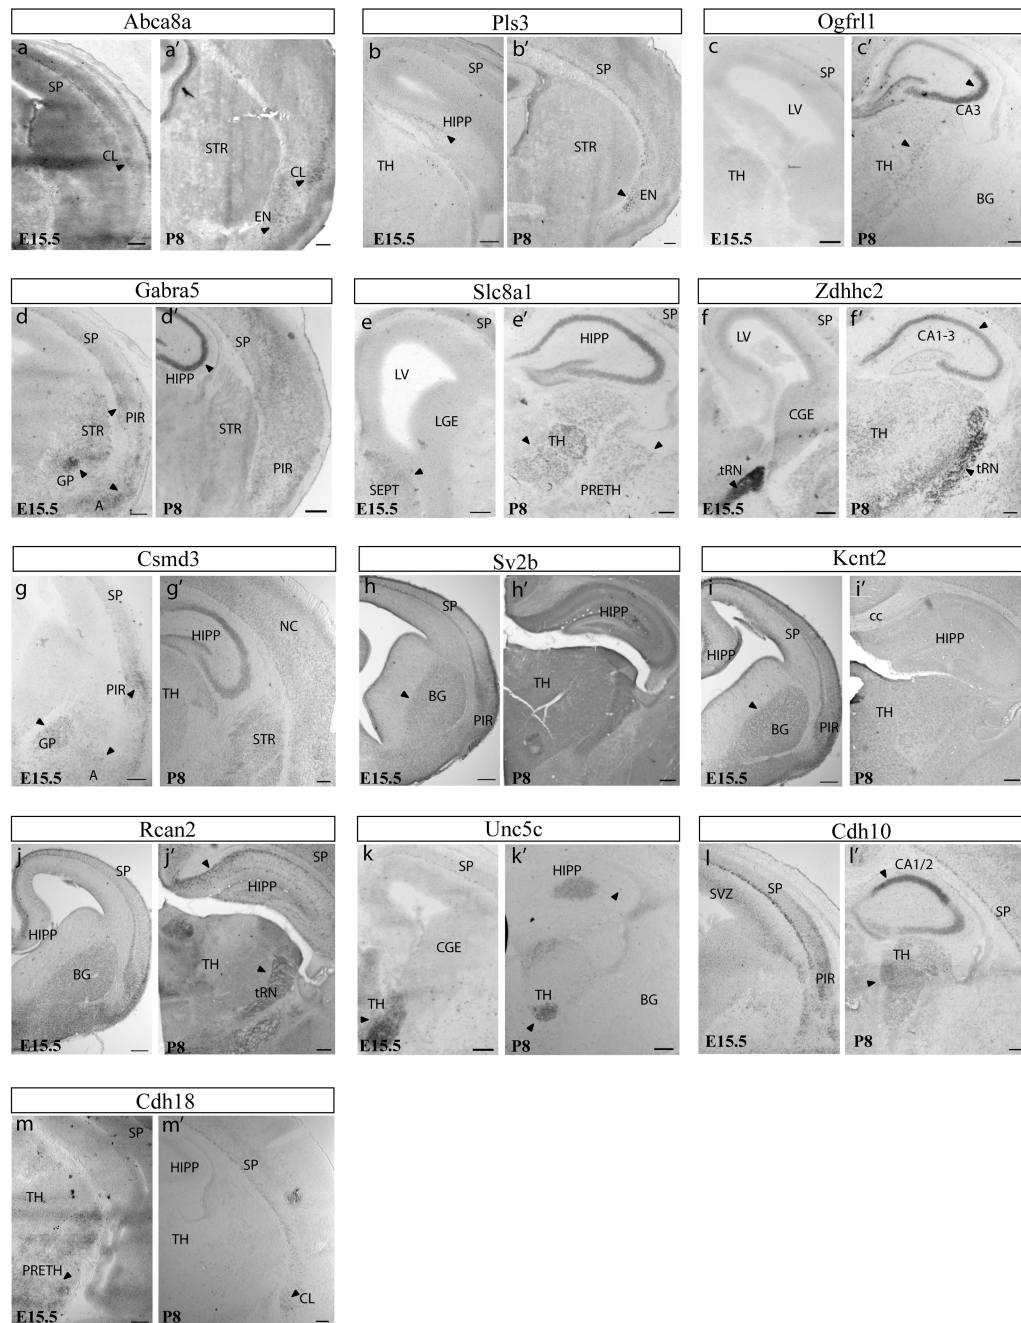 Abca8a
Pls3
Ogfrl1
a
SP
CL
E15.5
a′
STR
CL
EN
P8
b
SP
HIPP
TH
E15.5
b′
SP
STR
EN
P8
c
SP
LV
TH
E15.5
c′
CA3
TH
BG
P8
Gabra5
Slc8a1
Zdhhc2
d
SP
PIR
STR
GP
A
E15.5
d′
SP
HIPP
STR
PIR
P8
e
SP
LV
LGE
SEPT
E15.5
e′
SP
HIPP
TH
PRETH
P8
f
SP
LV
CGE
tRN
E15.5
f′
CA1-3
TH
tRN
P8
Csmd3
Sv2b
Kcnt2
g
SP
PIR
GP
A
E15.5
g′
NC
HIPP
TH
STR
P8
h
SP
BG
PIR
E15.5
h′
HIPP
TH
P8
i
SP
HIPP
BG
PIR
E15.5
i′
cc
HIPP
TH
P8
Rcan2
Unc5c
Cdh10
j
SP
HIPP
BG
E15.5
j′
SP
HIPP
TH
tRN
P8
k
SP
CGE
TH
E15.5
k′
HIPP
TH
BG
P8
l
SVZ
SP
PIR
E15.5
l′
CA1/2
SP
TH
P8
Cdh18
m
SP
TH
PRETH
E15.5
m′
HIPP
SP
TH
CL
P8